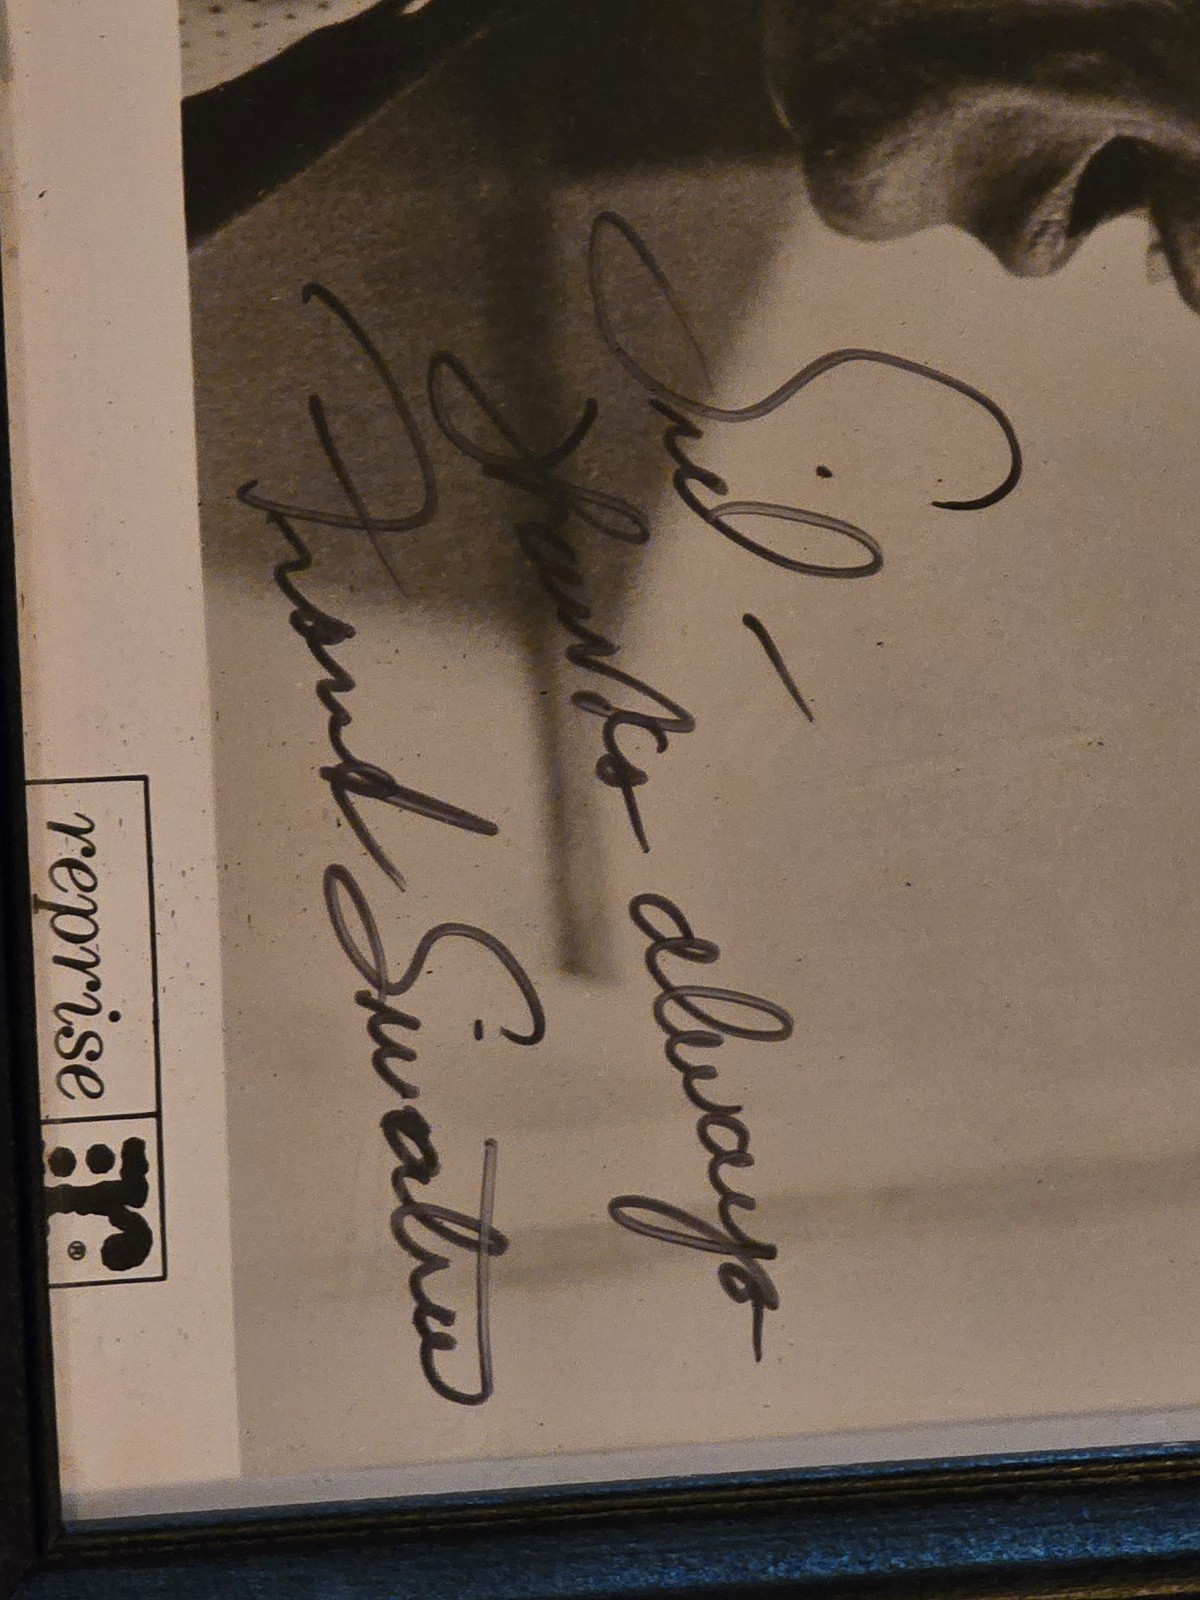 Sid –
Thanks – always
Frank Sinatra
reprise
r:
®